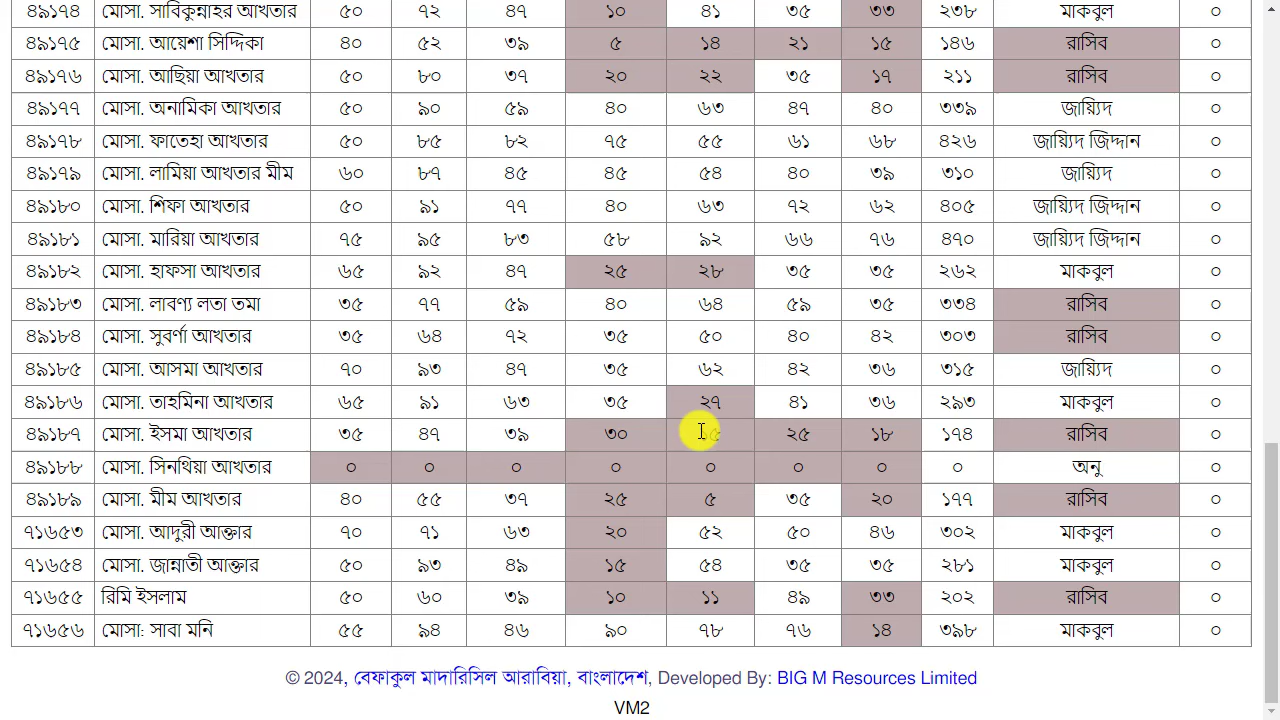 ৪৯১৭৪ মোসা. সাবিকুন্নাহর আখতার ৫০ ৭২ ৪৭ ১০ ৪১ ৩৫ ৩৩ ২৩৮ মাকবুল ০
৪৯১৭৫ মোসা. আয়েশা সিদ্দিকা ৪০ ৫২ ৩৯ ৫ ১৪ ২১ ১৫ ১৪৬ রাসিব ০
৪৯১৭৬ মোসা. আছিয়া আখতার ৫০ ৮০ ৩৭ ২০ ২২ ৩৫ ১৭ ২১১ রাসিব ০
৪৯১৭৭ মোসা. অনামিকা আখতার ৫০ ৯০ ৫৯ ৪০ ৬৩ ৪৭ ৪০ ৩৩৯ জায়্যিদ ০
৪৯১৭৮ মোসা. ফাতেহা আখতার ৫০ ৮৫ ৮২ ৭৫ ৫৫ ৬১ ৬৮ ৪২৬ জায়্যিদ জিদ্দান ০
৪৯১৭৯ মোসা. লামিয়া আখতার মীম ৬০ ৮৭ ৪৫ ৪৫ ৫৪ ৪০ ৩৯ ৩১০ জায়্যিদ ০
৪৯১৮০ মোসা. শিফা আখতার ৫০ ৯১ ৭৭ ৪০ ৬৩ ৭২ ৬২ ৪০৫ জায়্যিদ জিদ্দান ০
৪৯১৮১ মোসা. মারিয়া আখতার ৭৫ ৯৫ ৮৩ ৫৮ ৯২ ৬৬ ৭৬ ৪৭০ জায়্যিদ জিদ্দান ০
৪৯১৮২ মোসা. হাফসা আখতার ৬৫ ৯২ ৪৭ ২৫ ২৮ ৩৫ ৩৫ ২৬২ মাকবুল ০
৪৯১৮৩ মোসা. লাবণ্য লতা তমা ৩৫ ৭৭ ৫৯ ৪০ ৬৪ ৫৯ ৩৫ ৩৩৪ রাসিব ০
৪৯১৮৪ মোসা. সুবর্ণা আখতার ৩৫ ৬৪ ৭২ ৩৫ ৫০ ৪০ ৪২ ৩০৩ রাসিব ০
৪৯১৮৫ মোসা. আসমা আখতার ৭০ ৯৩ ৪৭ ৩৫ ৬২ ৪২ ৩৬ ৩১৫ জায়্যিদ ০
৪৯১৮৬ মোসা. তাহমিনা আখতার ৬৫ ৯১ ৬৩ ৩৫ ২৭ ৪১ ৩৬ ২৯৩ মাকবুল ০
৪৯১৮৭ মোসা. ইসমা আখতার ৩৫ ৪৭ ৩৯ ৩০ ২৫ ১৮ ১৭৪ রাসিব ০
৪৯১৮৮ মোসা. সিনথিয়া আখতার ০ ০ ০ ০ ০ ০ ০ ০ অনু ০
৪৯১৮৯ মোসা. মীম আখতার ৪০ ৫৫ ৩৭ ২৫ ৫ ৩৫ ২০ ১৭৭ রাসিব ০
৭১৬৫৩ মোসা. আদুরী আক্তার ৭০ ৭১ ৬৩ ২০ ৫২ ৫০ ৪৬ ৩০২ মাকবুল ০
৭১৬৫৪ মোসা. জান্নাতী আক্তার ৫০ ৯৩ ৪৯ ১৫ ৫৪ ৩৫ ৩৫ ২৮১ মাকবুল ০
৭১৬৫৫ রিমি ইসলাম ৫০ ৬০ ৩৯ ১০ ১১ ৪৯ ৩৩ ২০২ রাসিব ০
৭১৬৫৬ মোসা: সাবা মনি ৫৫ ৯৪ ৪৬ ৯০ ৭৮ ৭৬ ১৪ ৩৯৮ মাকবুল ০
© 2024, বেফাকুল মাদারিসিল আরাবিয়া, বাংলাদেশ, Developed By: BIG M Resources Limited
VM2